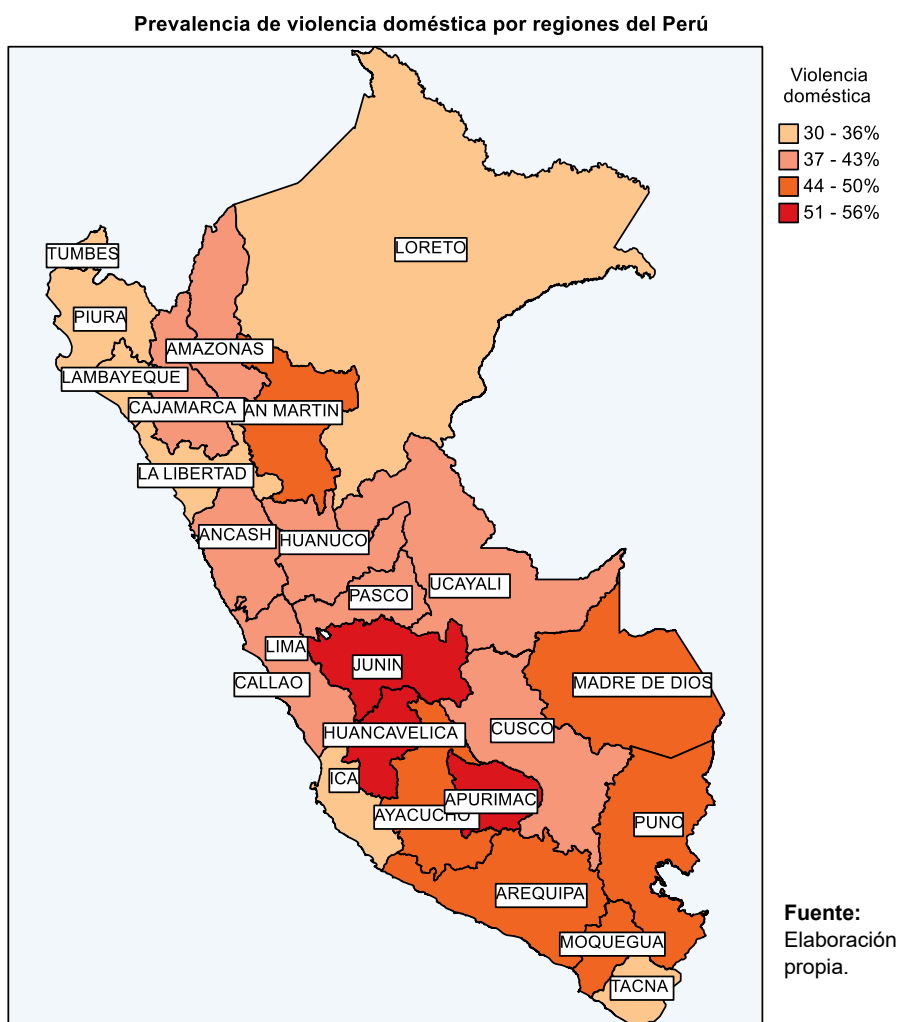 Prevalencia de violencia doméstica por regiones del Perú
Violencia
doméstica
30 - 36%
37 - 43%
44 - 50%
51 - 56%
LORETO
TUMBES
PIURA
AMAZONAS
LAMBAYEQUE
CAJAMARCA
AN MARTIN
LA LIBERTAD
ANCASH
HUANUCO
UCAYALI
PASCO
LIMA
JUNIN
CALLAO
MADRE DE DIOS
HUANCAVELICA
CUSCO
ICA
APURIMAC
AYACUCHO
PUNO
AREQUIPA
MOQUEGUA
TACNA
Fuente:
Elaboración
propia.